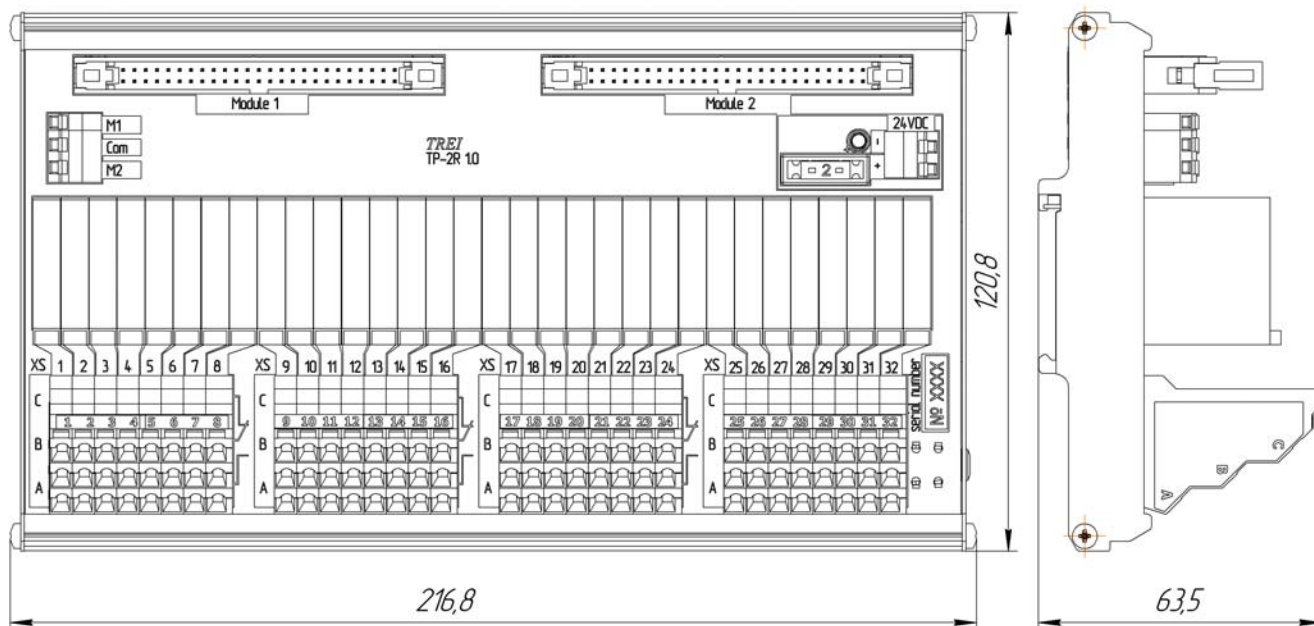 Module 1
Module 2
M1
Com
M2
TREI
TP-2R 1.0
24VDC
-
+
2
XS 1 2 3 4 5 6 7 8
XS 9 10 11 12 13 14 15 16
XS 17 18 19 20 21 22 23 24
XS 25 26 27 28 29 30 31 32
C
C
C
C
1 2 3 4 5 6 7 8
9 10 11 12 13 14 15 16
17 18 19 20 21 22 23 24
25 26 27 28 29 30 31 32
B
B
B
B
A
A
A
A
serial number
№ XXX
C
B
A
120,8
216,8
63,5